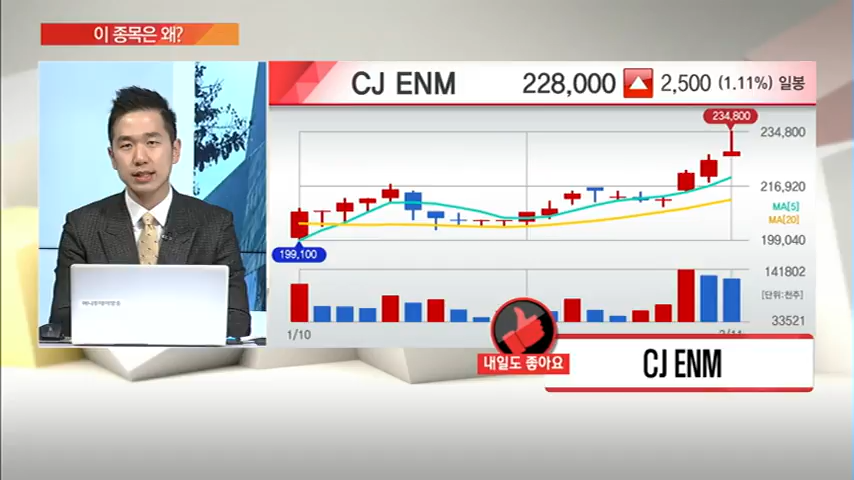 이 종목은 왜?
CJ ENM 228,000 2,500 (1.11%) 일봉
234,800
234,800
216,920
MA[5]
MA[20]
199,040
199,100
141802
[단위:천주]
33521
1/10
내일도 좋아요
CJ ENM